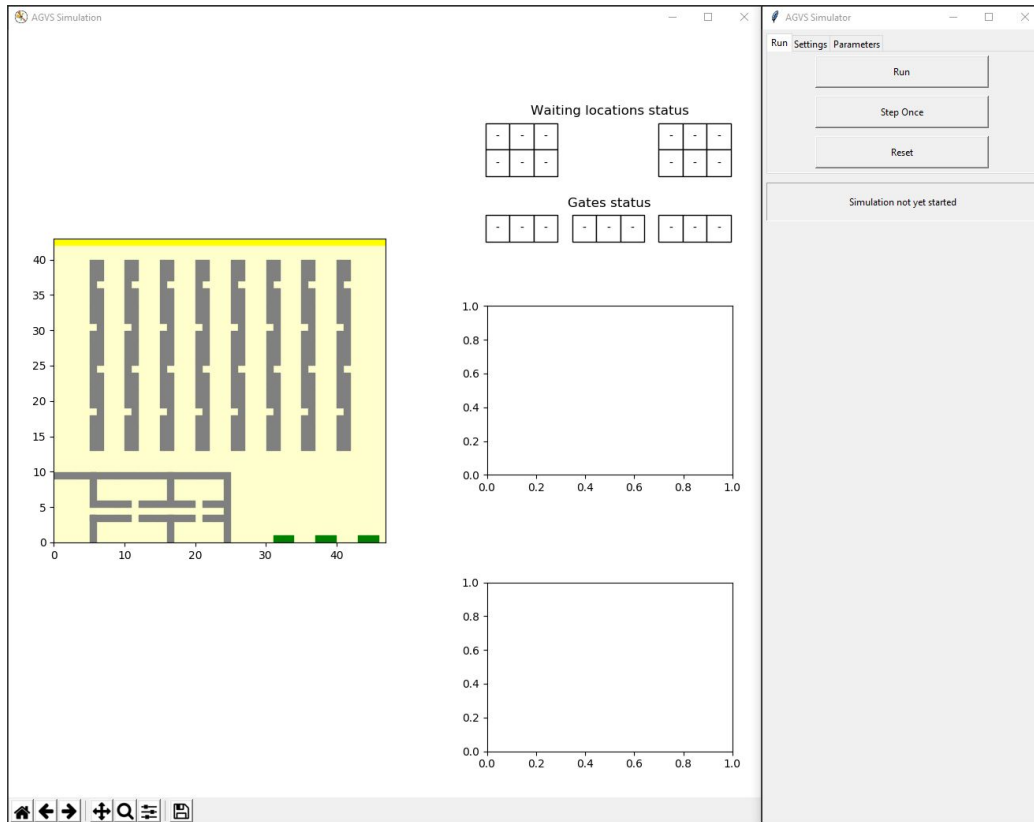 AGVS Simulation
Waiting locations status
- - - - - -
- - - - - -
Gates status
- - - - - - - - -
40
35
30
25
20
15
10
5
0
0 10 20 30 40
1.0
0.8
0.6
0.4
0.2
0.0
0.0 0.2 0.4 0.6 0.8 1.0
1.0
0.8
0.6
0.4
0.2
0.0
0.0 0.2 0.4 0.6 0.8 1.0
AGVS Simulator
Run Settings Parameters
Run
Step Once
Reset
Simulation not yet started